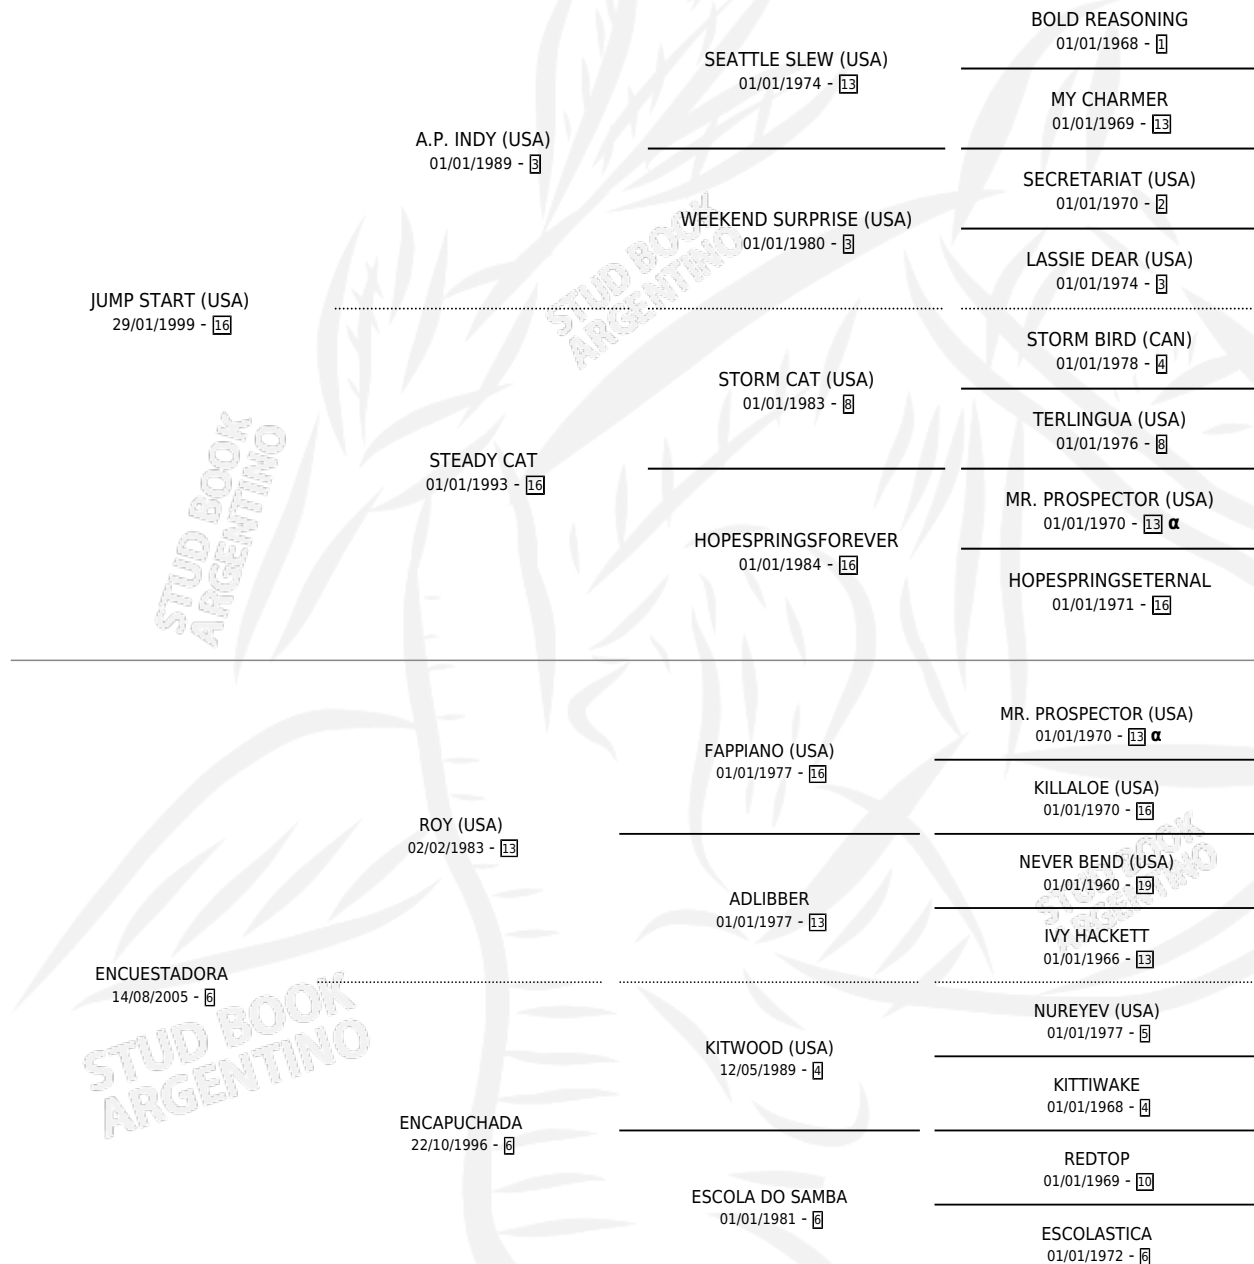 BOLD REASONING
01/01/1968 - 1
SEATTLE SLEW (USA)
01/01/1974 - 13
MY CHARMER
01/01/1969 - 13
A.P. INDY (USA)
01/01/1989 - 3
SECRETARIAT (USA)
01/01/1970 - 2
WEEKEND SURPRISE (USA)
01/01/1980 - 3
LASSIE DEAR (USA)
01/01/1974 - 3
JUMP START (USA)
29/01/1999 - 16
STORM BIRD (CAN)
01/01/1978 - 4
STORM CAT (USA)
01/01/1983 - 8
TERLINGUA (USA)
01/01/1976 - 8
STEADY CAT
01/01/1993 - 16
MR. PROSPECTOR (USA)
01/01/1970 - 13 α
HOPESPRINGSFOREVER
01/01/1984 - 16
HOPESPRINGSETERNAL
01/01/1971 - 16
MR. PROSPECTOR (USA)
01/01/1970 - 13 α
FAPPIANO (USA)
01/01/1977 - 16
KILLALOE (USA)
01/01/1970 - 16
ROY (USA)
02/02/1983 - 13
NEVER BEND (USA)
01/01/1960 - 19
ADLIBBER
01/01/1977 - 13
IVY HACKETT
01/01/1966 - 13
ENCUESTADORA
14/08/2005 - 6
NUREYEV (USA)
01/01/1977 - 5
KITWOOD (USA)
12/05/1989 - 4
KITTIWAKE
01/01/1968 - 4
ENCAPUCHADA
22/10/1996 - 6
REDTOP
01/01/1969 - 10
ESCOLA DO SAMBA
01/01/1981 - 6
ESCOLASTICA
01/01/1972 - 6
STUD BOOK
ARGENTINO
STUD BOOK
ARGENTINO
STUD BOOK
ARGENTINO
STUD BOOK
ARGENTINO